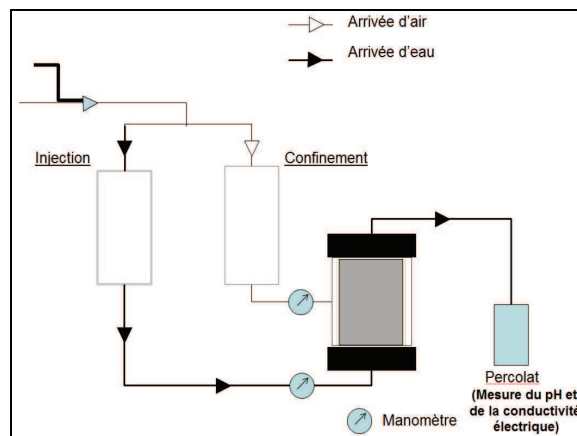 Arrivée d'air
Arrivée d'eau
Injection
Confinement
Percolat
(Mesure du pH et
de la conductivité
électrique)
Manomètre